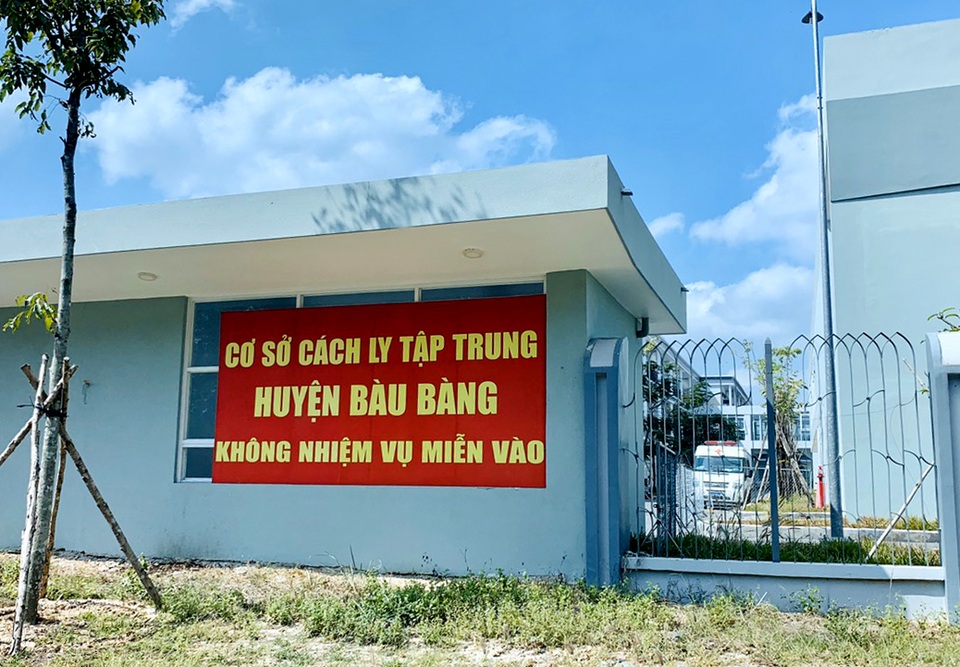 CƠ SỞ CÁCH LY TẬP TRUNG
HUYỆN BÀU BÀNG
KHÔNG NHIỆM VỤ MIỄN VÀO